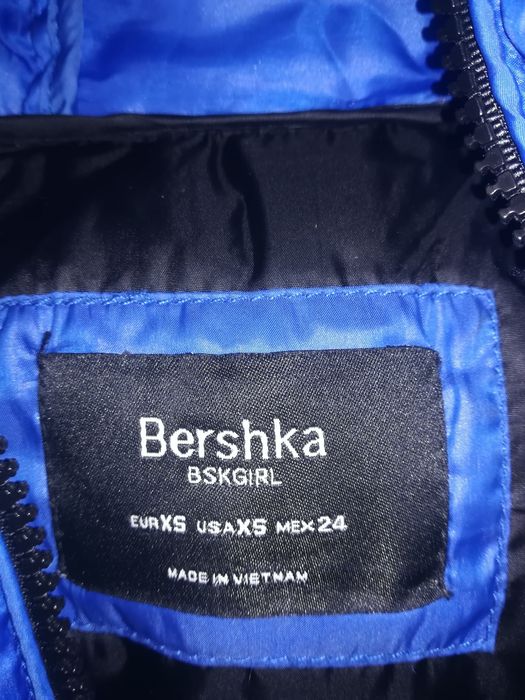 Bershka
BSKGIRL
EUR XS USA XS MEX 24
MADE IN VIETNAM